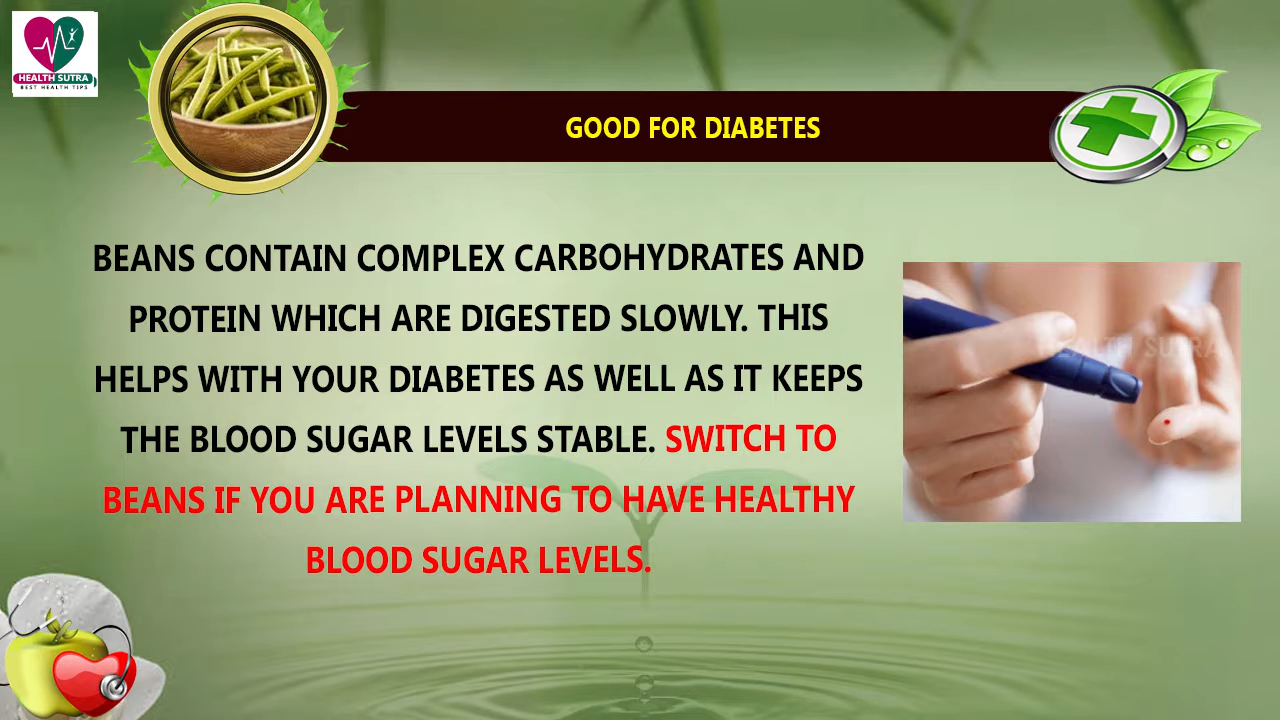 HEALTH SUTRA
BEST HEALTH TIPS
GOOD FOR DIABETES
BEANS CONTAIN COMPLEX CARBOHYDRATES AND
PROTEIN WHICH ARE DIGESTED SLOWLY. THIS
HELPS WITH YOUR DIABETES AS WELL AS IT KEEPS
THE BLOOD SUGAR LEVELS STABLE. SWITCH TO
BEANS IF YOU ARE PLANNING TO HAVE HEALTHY
BLOOD SUGAR LEVELS.
HEALTH SUTRA